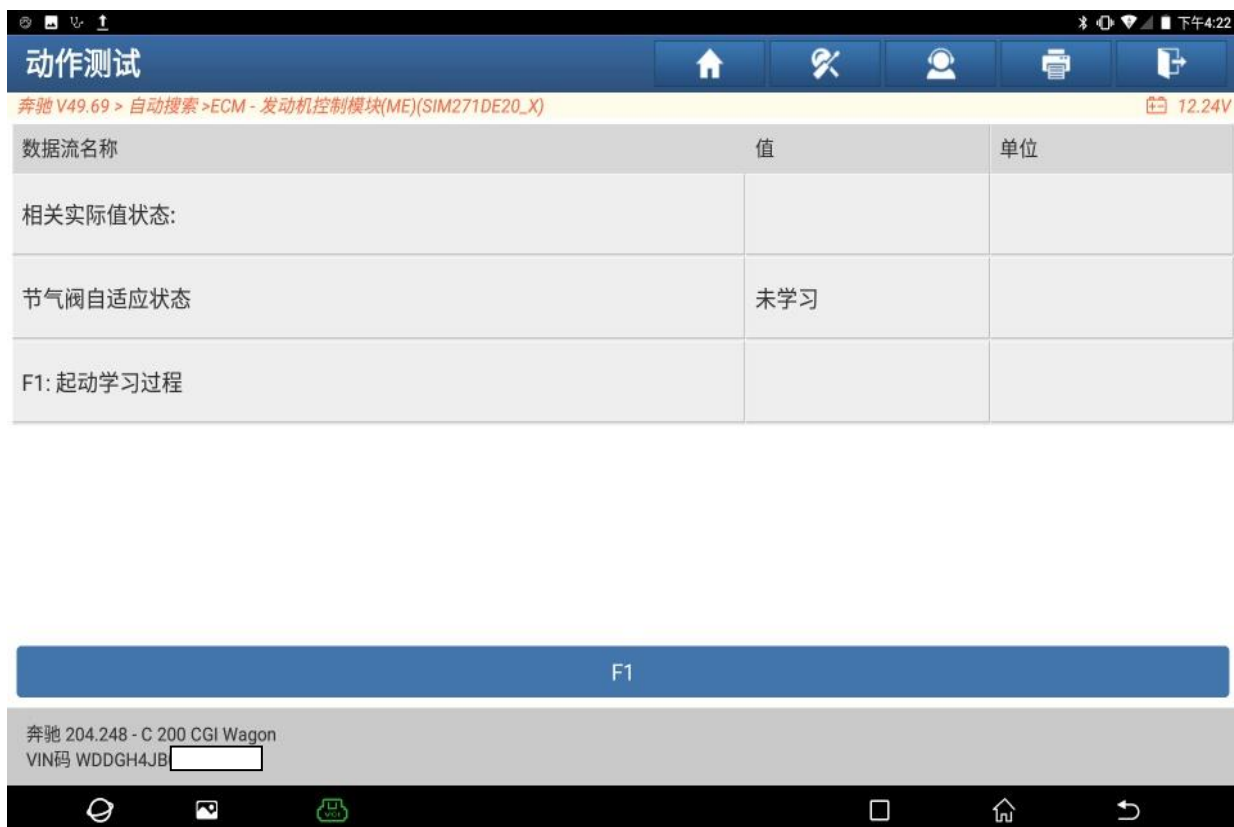 下午4:22
动作测试
奔驰 V49.69 > 自动搜索 >ECM - 发动机控制模块(ME)(SIM271DE20_X)
12.24V
数据流名称 值 单位
相关实际值状态:
节气阀自适应状态 未学习
F1: 起动学习过程
F1
奔驰 204.248 - C 200 CGI Wagon
VIN码 WDDGH4JB
VCI